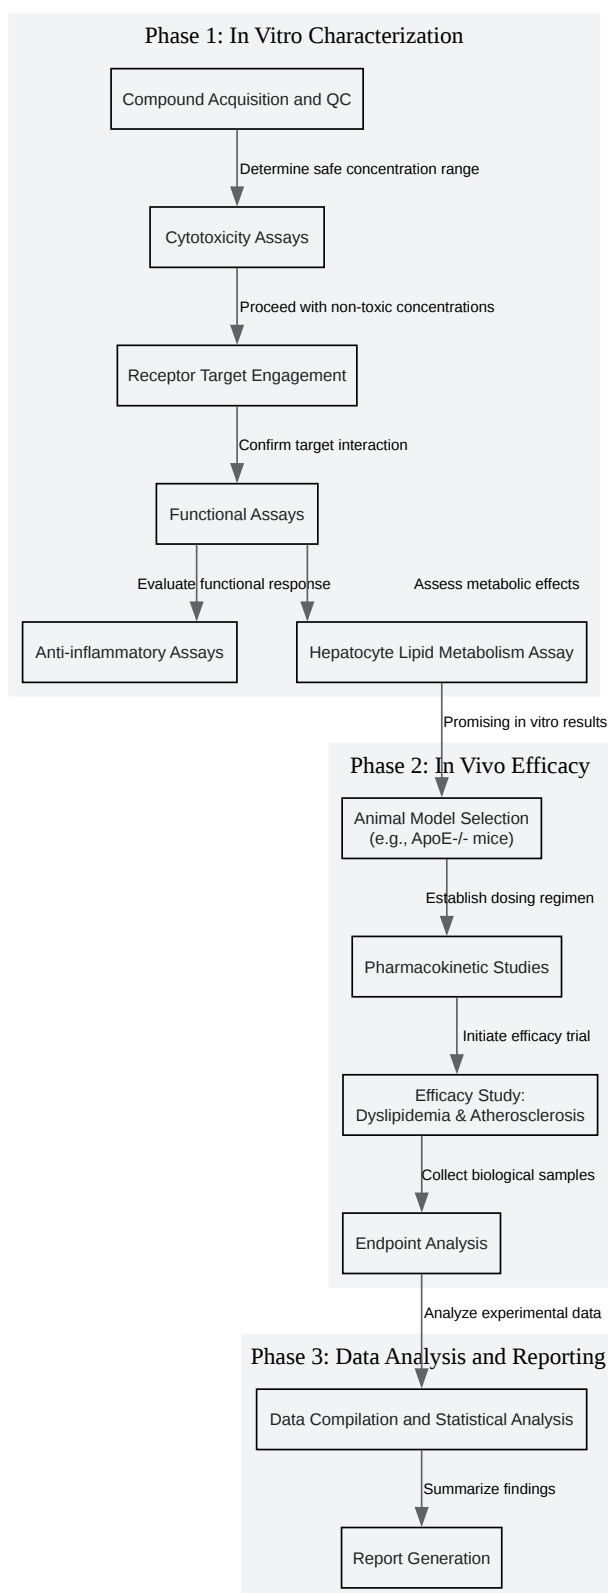 Phase 1: In Vitro Characterization
Compound Acquisition and QC
Determine safe concentration range
Cytotoxicity Assays
Proceed with non-toxic concentrations
Receptor Target Engagement
Confirm target interaction
Functional Assays
Evaluate functional response
Assess metabolic effects
Anti-inflammatory Assays
Hepatocyte Lipid Metabolism Assay
Promising in vitro results
Phase 2: In Vivo Efficacy
Animal Model Selection
(e.g., ApoE-/- mice)
Establish dosing regimen
Pharmacokinetic Studies
Initiate efficacy trial
Efficacy Study:
Dyslipidemia & Atherosclerosis
Collect biological samples
Endpoint Analysis
Analyze experimental data
Phase 3: Data Analysis and Reporting
Data Compilation and Statistical Analysis
Summarize findings
Report Generation